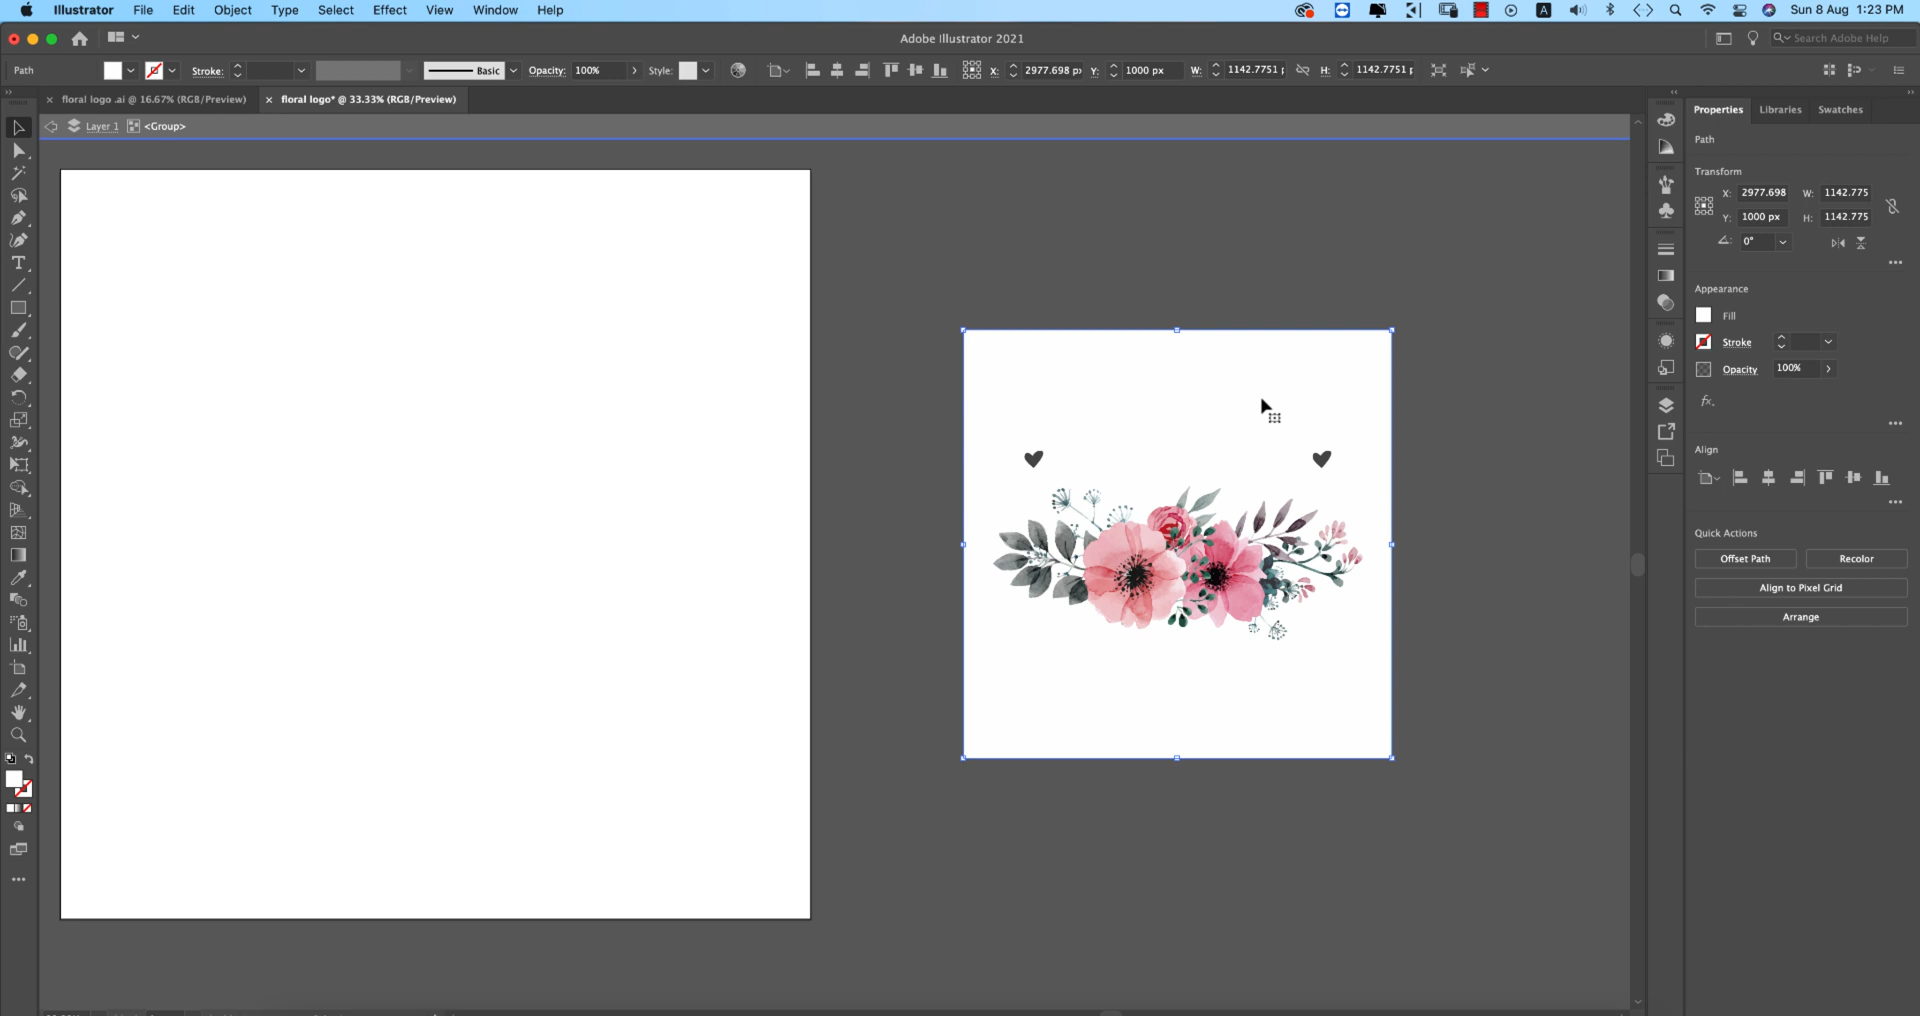 Illustrator File Edit Object Type Select Effect View Window Help A Sun 8 Aug 1:23 PM
Adobe Illustrator 2021 Search Adobe Help
Path Stroke: Basic Opacity: 100% Style: X: 2977.698 p Y: 1000 px W: 1142.7751 H: 1142.7751
floral logo .ai @ 16.67% (RGB/Preview) floral logo* @ 33.33% (RGB/Preview)
Layer 1 <Group>
Properties Libraries Swatches
Path
Transform
X: 2977.698 W: 1142.775
Y: 1000 px H: 1142.775
0°
Appearance
Fill
Stroke
Opacity 100%
fx.
Align
Quick Actions
Offset Path Recolor
Align to Pixel Grid
Arrange